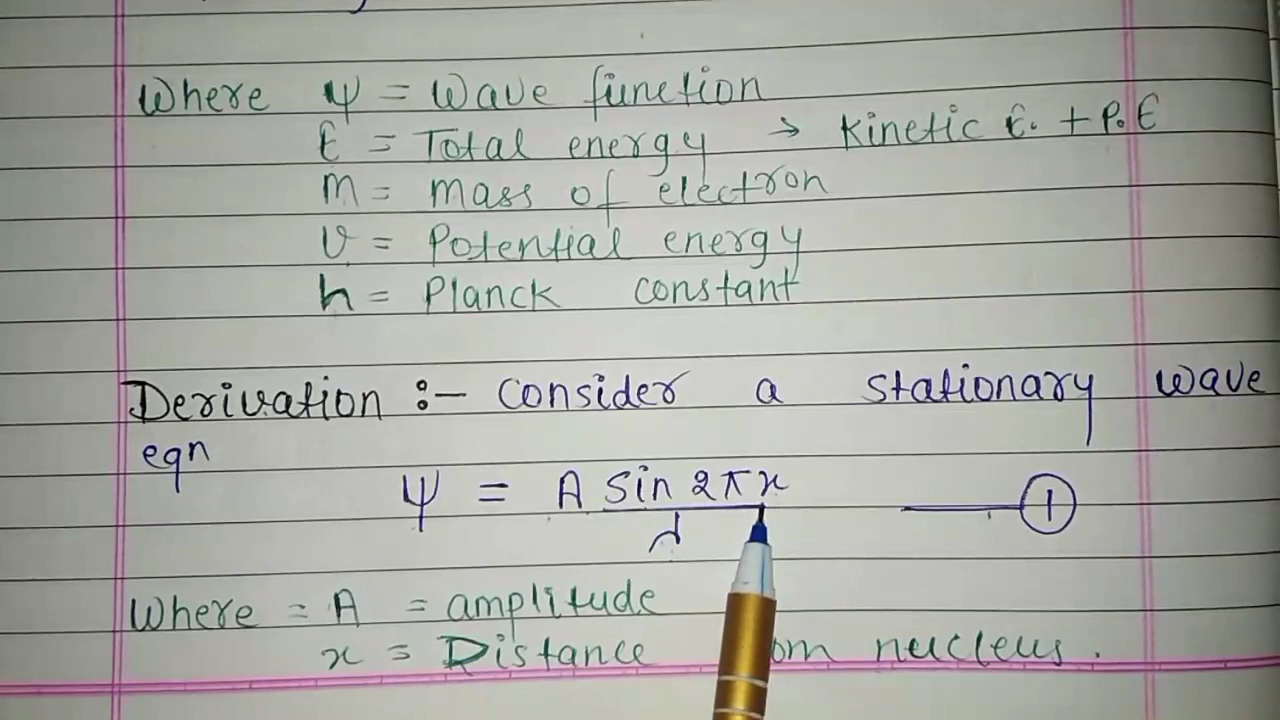 Where ψ = Wave function
E = Total energy → Kinetic E. + P.E
m = mass of electron
v = Potential energy
h = Planck constant
Derivation :- Consider a stationary wave
eqn
ψ = A sin 2πx / λ —— ①
Where = A = amplitude
x = Distance om nucleus.